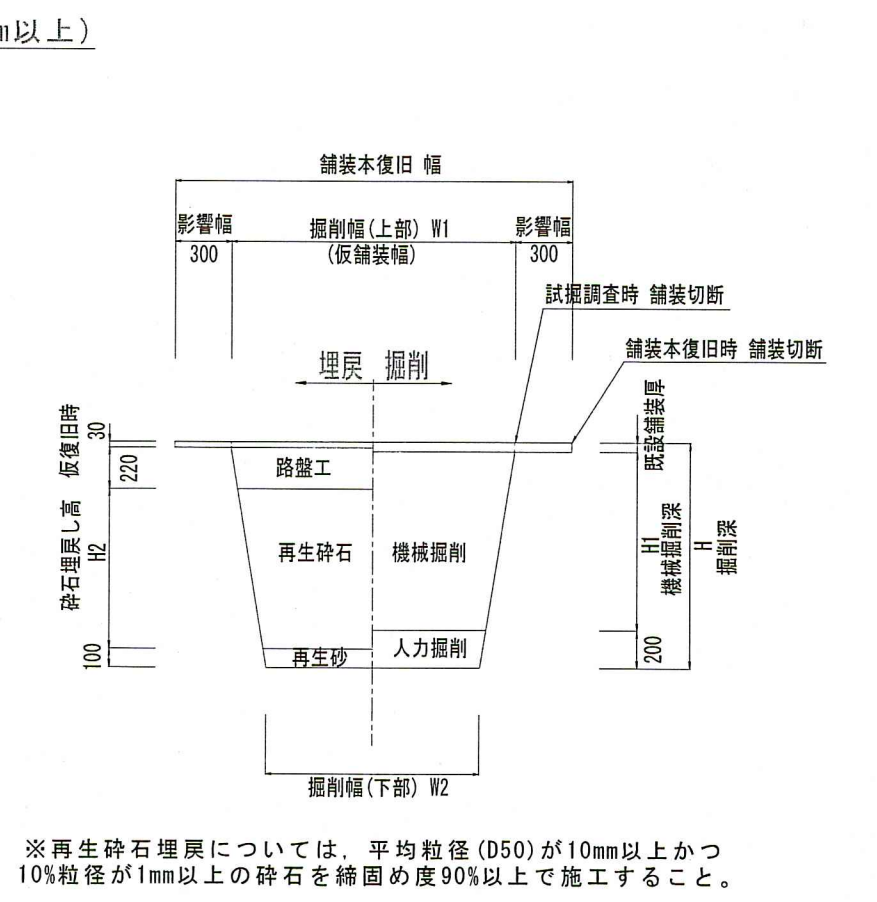 m以上)
舗装本復旧 幅
影響幅
掘削幅(上部) W1
影響幅
300
(仮舗装幅)
300
試掘調査時 舗装切断
舗装本復旧時 舗装切断
埋戻 掘削
仮復旧時
30
220
砕石埋戻し高
H2
100
路盤工
再生砕石
再生砂
機械掘削
人力掘削
既設舗装厚
H1
機械掘削深
200
H
掘削深
掘削幅(下部) W2
※再生砕石埋戻については, 平均粒径(D50)が10mm以上かつ
10%粒径が1mm以上の砕石を締固め度90%以上で施工すること。